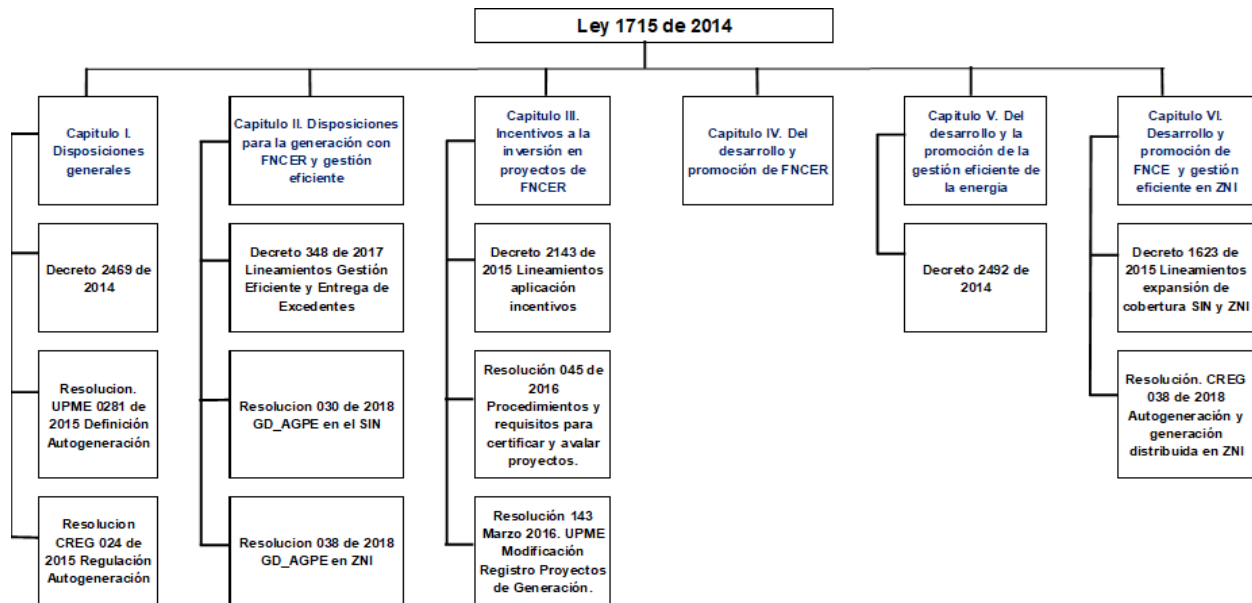 Ley 1715 de 2014
Capitulo I.
Disposiciones
generales
Capitulo II. Disposiciones
para la generación con
FNCER y gestión
eficiente
Capitulo III.
Incentivos a la
inversión en
proyectos de
FNCER
Capitulo IV. Del
desarrollo y
promoción de FNCER
Capitulo V. Del
desarrollo y la
promoción de la
gestión eficiente de
la energia
Capitulo VI.
Desarrollo y
promoción de
FNCE y gestión
eficiente en ZNI
Decreto 2469 de
2014
Decreto 348 de 2017
Lineamientos Gestión
Eficiente y Entrega de
Excedentes
Decreto 2143 de
2015 Lineamientos
aplicación
incentivos
Decreto 2492 de
2014
Decreto 1623 de
2015 Lineamientos
expansión de
cobertura SIN y ZNI
Resolucion.
UPME 0281 de
2015 Definición
Autogeneración
Resolucion 030 de 2018
GD_AGPE en el SIN
Resolución 045 de
2016
Procedimientos y
requisitos para
certificar y avalar
proyectos.
Resolución. CREG
038 de 2018
Autogeneración y
generación
distribuida en ZNI
Resolucion
CREG 024 de
2015 Regulación
Autogeneración
Resolucion 038 de 2018
GD_AGPE en ZNI
Resolución 143
Marzo 2016. UPME
Modificación
Registro Proyectos
de Generación.